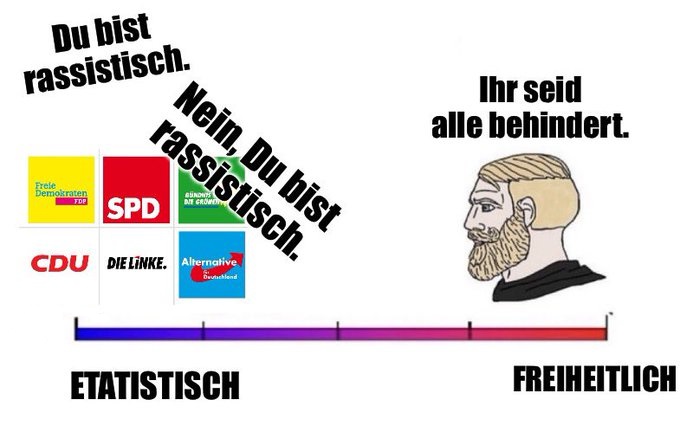 Du bist
rassistisch.
Nein, Du bist
rassistisch.
Ihr seid
alle behindert.
Freie
Demokraten
FDP
SPD
BÜNDNIS
DIE GRÜNEN
CDU
DIE LINKE.
Alternative
für
Deutschland
ETATISTISCH
FREIHEITLICH